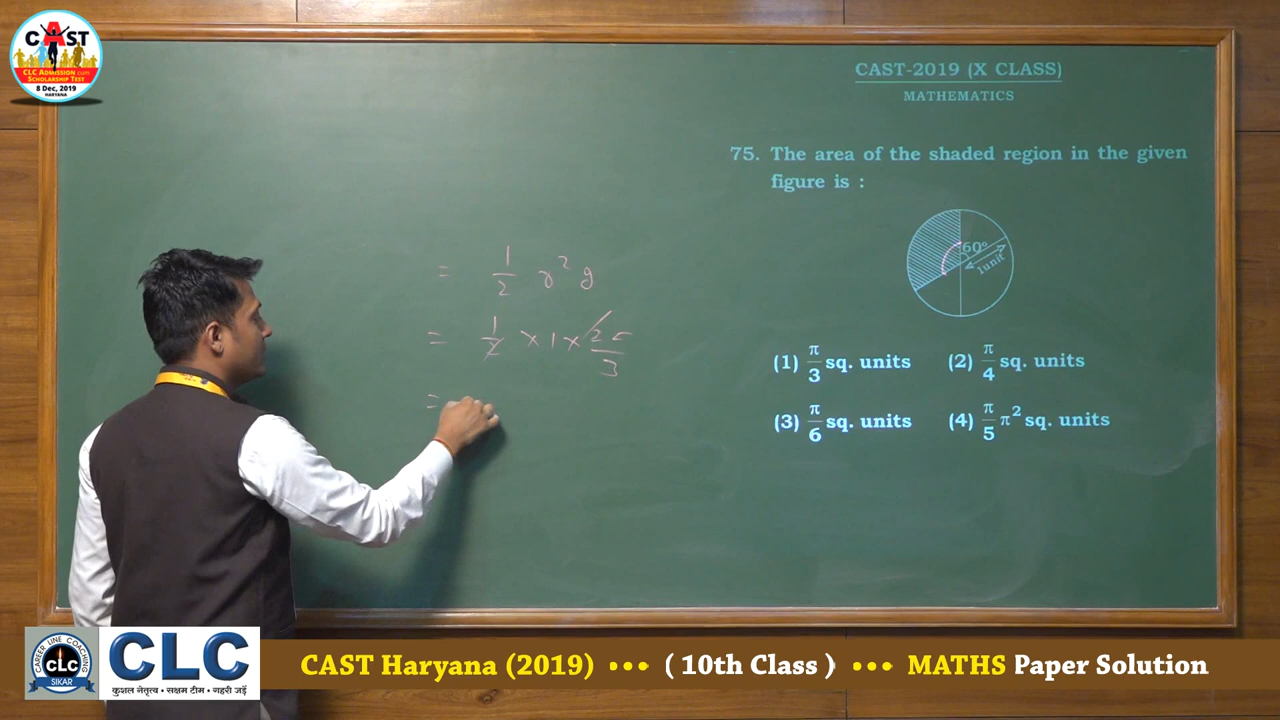 CAST
CLC ADMISSION.com
SCHOLARSHIP TEST
8 Dec, 2019
HARYANA
CAST-2019 (X CLASS)
MATHEMATICS
75. The area of the shaded region in the given
figure is :
60°
1unit
(1) π/3 sq. units (2) π/4 sq. units
(3) π/6 sq. units (4) π/5 π² sq. units
= 1/2 r² θ
= 1/2 × 1 × 2π/3
=
CAREER LINE COACHING
CLC
SIKAR
CLC
कुशल नेतृत्व • सक्षम टीम • गहरी जड़ें
CAST Haryana (2019) ••• ( 10th Class ) ••• MATHS Paper Solution